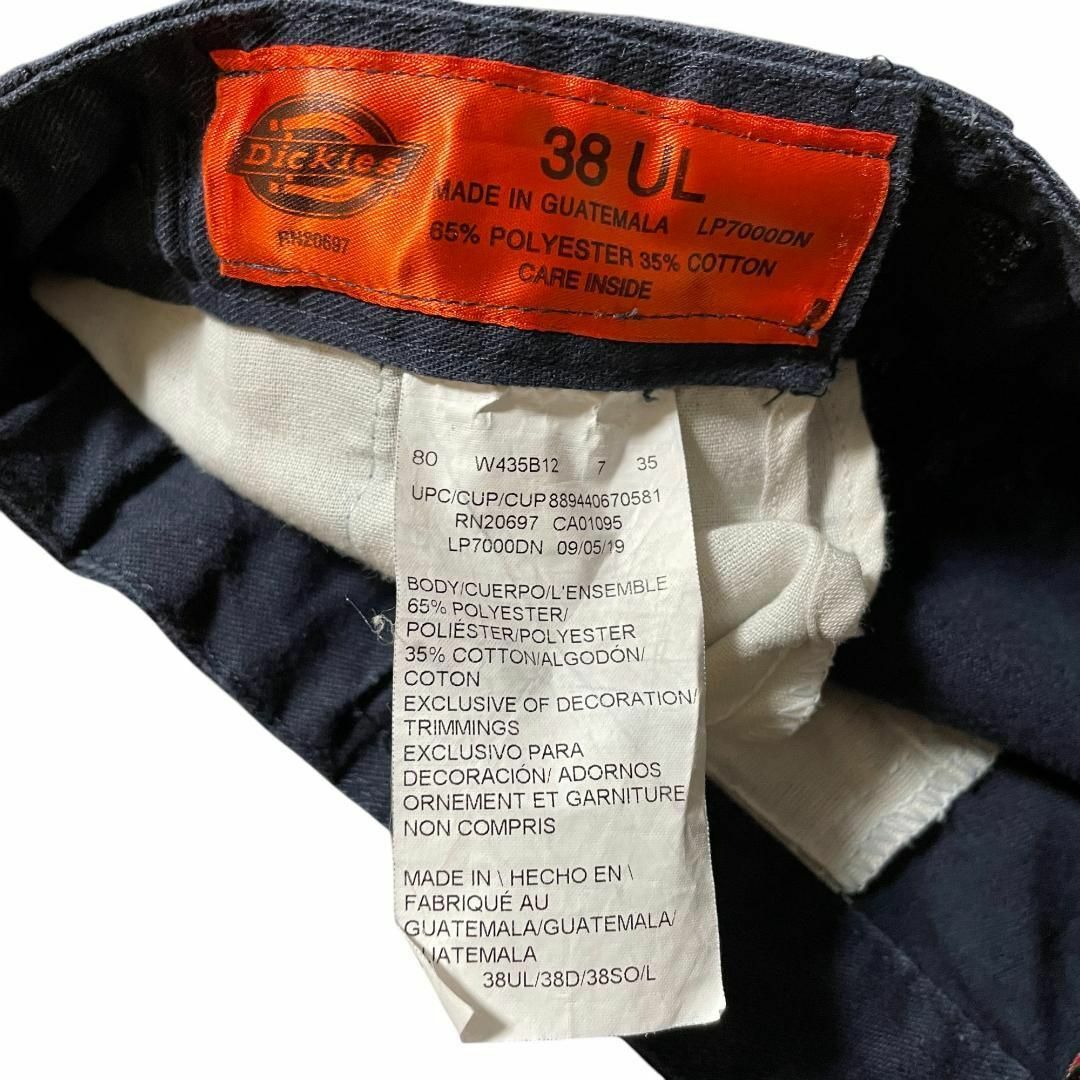 Dickies
RN20697
38 UL
MADE IN GUATEMALA LP7000DN
65% POLYESTER 35% COTTON
CARE INSIDE
80 W435B12 7 35
UPC/CUP/CUP 889440670581
RN20697 CA01095
LP7000DN 09/05/19
BODY/CUERPO/L'ENSEMBLE
65% POLYESTER/
POLIÉSTER/POLYESTER
35% COTTON/ALGODÓN/
COTON
EXCLUSIVE OF DECORATION/
TRIMMINGS
EXCLUSIVO PARA
DECORACIÓN/ ADORNOS
ORNEMENT ET GARNITURE
NON COMPRIS
MADE IN \ HECHO EN \
FABRIQUÉ AU
GUATEMALA/GUATEMALA/
GUATEMALA
38UL/38D/38SO/L